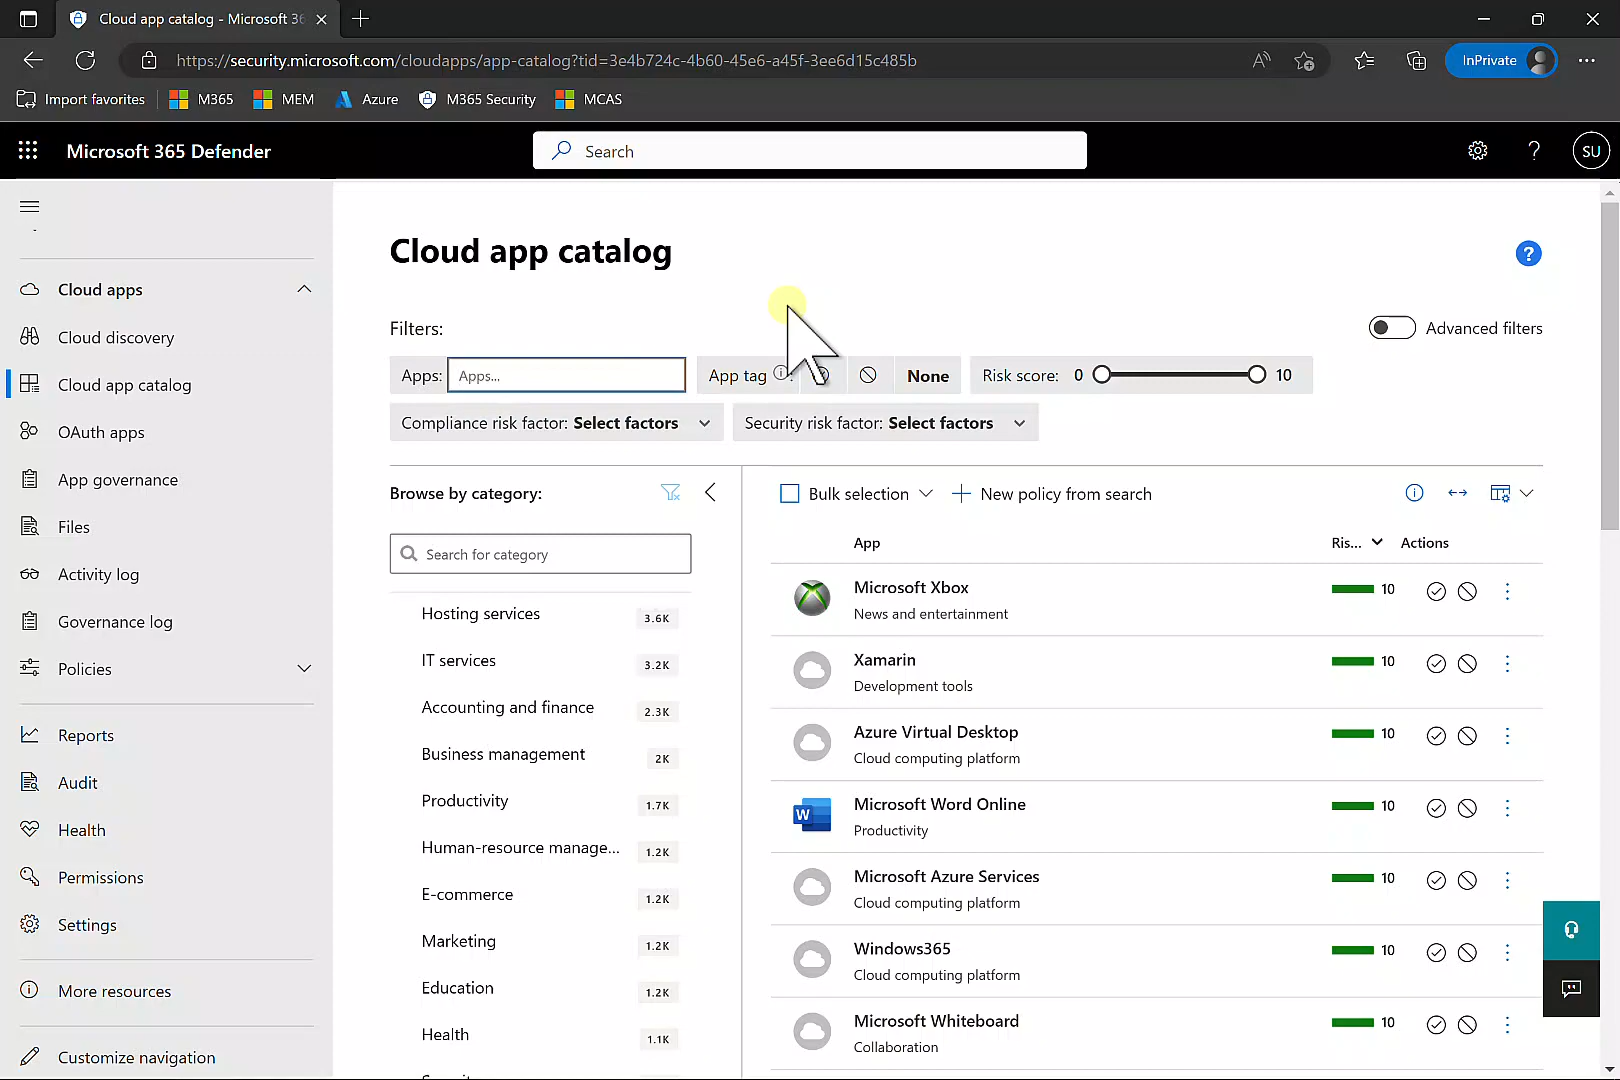 Cloud app catalog - Microsoft 36
https://security.microsoft.com/cloudapps/app-catalog?tid=3e4b724c-4b60-45e6-a45f-3ee6d15c485b
InPrivate
Import favorites
M365
MEM
Azure
M365 Security
MCAS
Microsoft 365 Defender
Search
SU
Cloud apps
Cloud discovery
Cloud app catalog
OAuth apps
App governance
Files
Activity log
Governance log
Policies
Reports
Audit
Health
Permissions
Settings
More resources
Customize navigation
Cloud app catalog
Filters:
Advanced filters
Apps: Apps...
App tag
None
Risk score: 0 10
Compliance risk factor: Select factors
Security risk factor: Select factors
Browse by category:
Search for category
Hosting services 3.6K
IT services 3.2K
Accounting and finance 2.3K
Business management 2K
Productivity 1.7K
Human-resource manage... 1.2K
E-commerce 1.2K
Marketing 1.2K
Education 1.2K
Health 1.1K
Bulk selection
New policy from search
App Ris... Actions
Microsoft Xbox 10
News and entertainment
Xamarin 10
Development tools
Azure Virtual Desktop 10
Cloud computing platform
Microsoft Word Online 10
Productivity
Microsoft Azure Services 10
Cloud computing platform
Windows365 10
Cloud computing platform
Microsoft Whiteboard 10
Collaboration